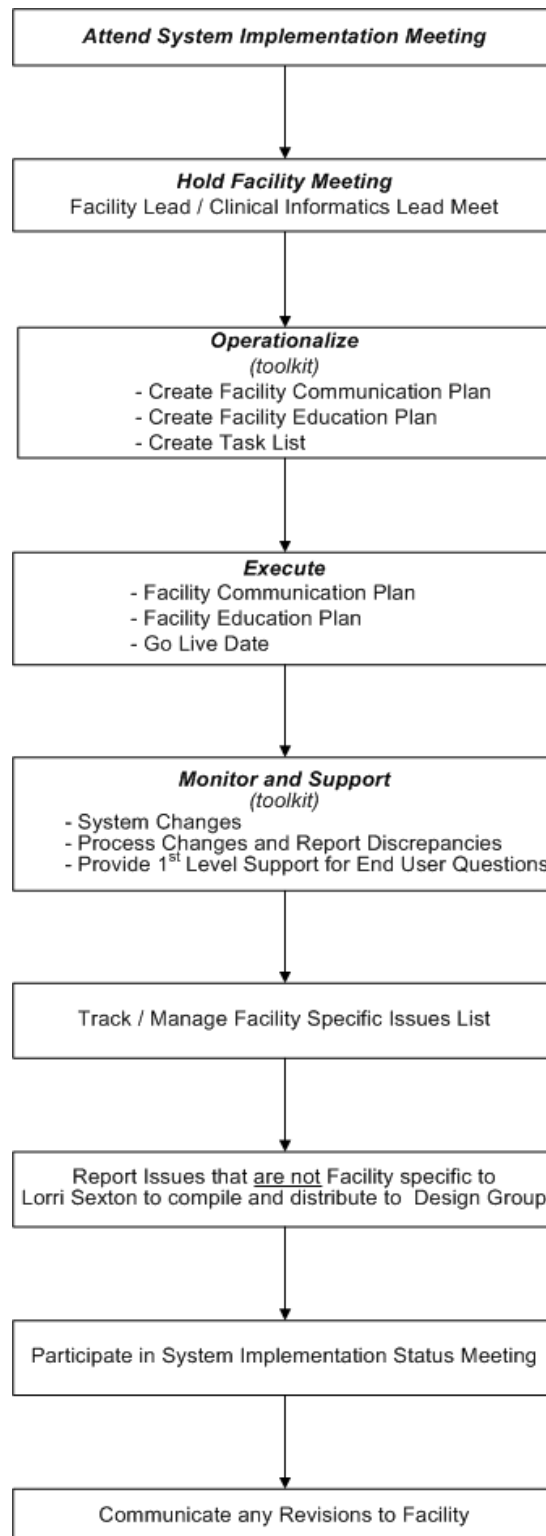 Attend System Implementation Meeting
Hold Facility Meeting
Facility Lead / Clinical Informatics Lead Meet
Operationalize
(toolkit)
- Create Facility Communication Plan
- Create Facility Education Plan
- Create Task List
Execute
- Facility Communication Plan
- Facility Education Plan
- Go Live Date
Monitor and Support
(toolkit)
- System Changes
- Process Changes and Report Discrepancies
- Provide 1st Level Support for End User Questions
Track / Manage Facility Specific Issues List
Report Issues that are not Facility specific to
Lorri Sexton to compile and distribute to Design Group
Participate in System Implementation Status Meeting
Communicate any Revisions to Facility